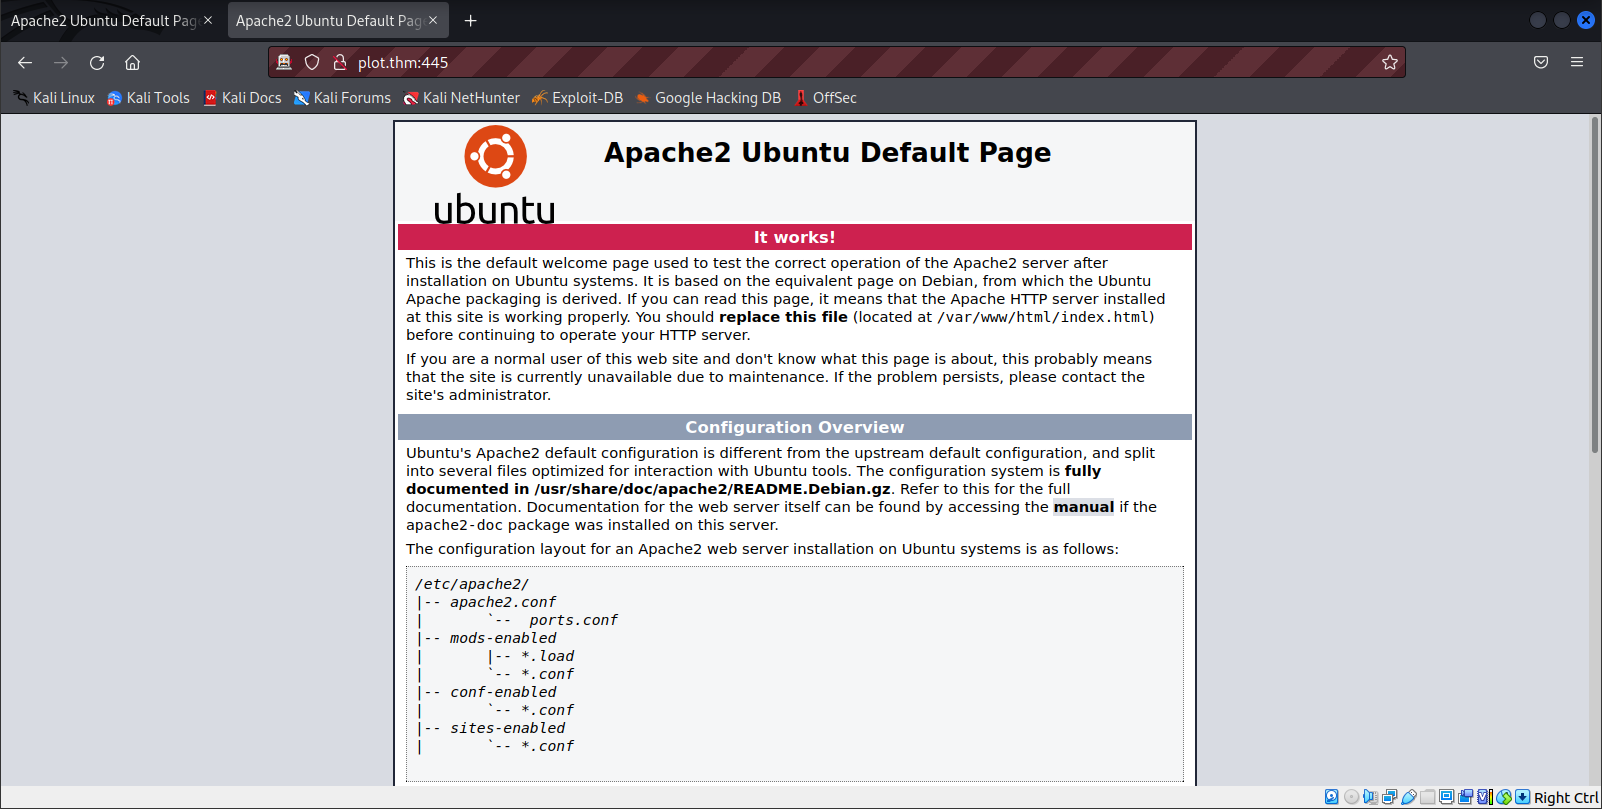 Apache2 Ubuntu Default Page
Apache2 Ubuntu Default Pag
plot.thm:445
Kali Linux
Kali Tools
Kali Docs
Kali Forums
Kali NetHunter
Exploit-DB
Google Hacking DB
OffSec
ubuntu
Apache2 Ubuntu Default Page
It works!
This is the default welcome page used to test the correct operation of the Apache2 server after
installation on Ubuntu systems. It is based on the equivalent page on Debian, from which the Ubuntu
Apache packaging is derived. If you can read this page, it means that the Apache HTTP server installed
at this site is working properly. You should replace this file (located at /var/www/html/index.html)
before continuing to operate your HTTP server.
If you are a normal user of this web site and don't know what this page is about, this probably means
that the site is currently unavailable due to maintenance. If the problem persists, please contact the
site's administrator.
Configuration Overview
Ubuntu's Apache2 default configuration is different from the upstream default configuration, and split
into several files optimized for interaction with Ubuntu tools. The configuration system is fully
documented in /usr/share/doc/apache2/README.Debian.gz. Refer to this for the full
documentation. Documentation for the web server itself can be found by accessing the manual if the
apache2-doc package was installed on this server.
The configuration layout for an Apache2 web server installation on Ubuntu systems is as follows:
/etc/apache2/
|-- apache2.conf
|       `--  ports.conf
|-- mods-enabled
|       |-- *.load
|       `-- *.conf
|-- conf-enabled
|       `-- *.conf
|-- sites-enabled
|       `-- *.conf
Right Ctrl